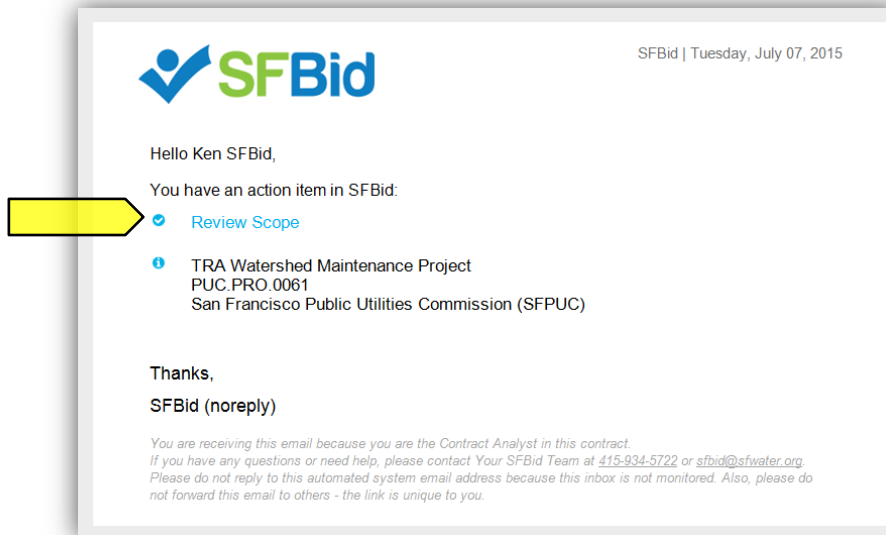 SFBid
SFBid | Tuesday, July 07, 2015
Hello Ken SFBid,
You have an action item in SFBid:
Review Scope
TRA Watershed Maintenance Project
PUC.PRO.0061
San Francisco Public Utilities Commission (SFPUC)
Thanks,
SFBid (noreply)
You are receiving this email because you are the Contract Analyst in this contract.
If you have any questions or need help, please contact Your SFBid Team at 415-934-5722 or sfbid@sfwater.org.
Please do not reply to this automated system email address because this inbox is not monitored. Also, please do
not forward this email to others - the link is unique to you.